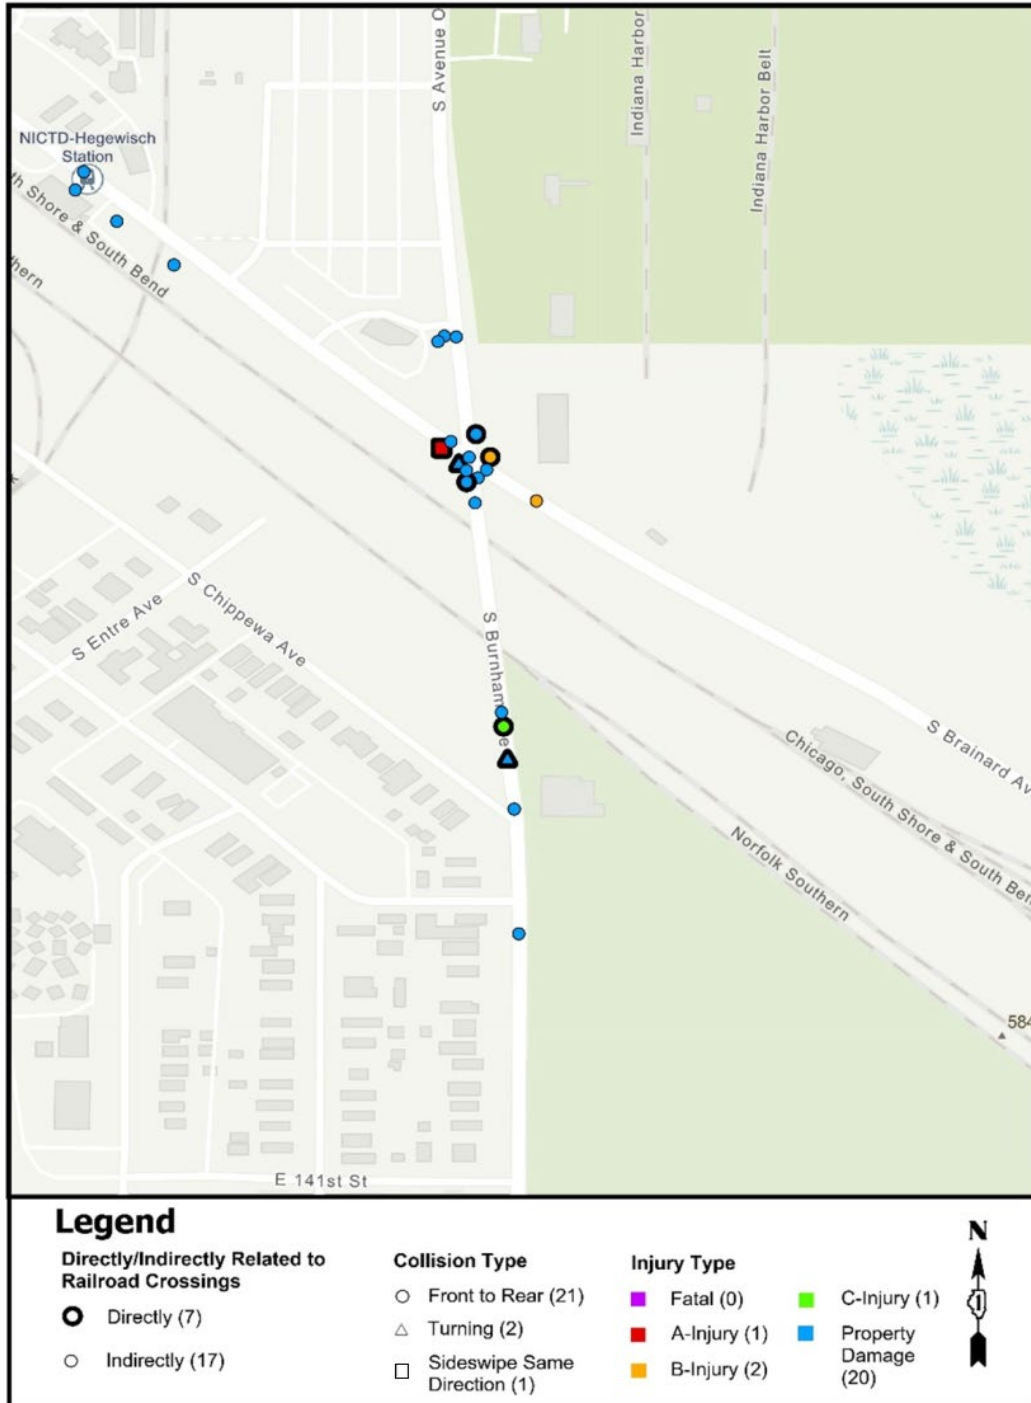 S Avenue O
Indiana Harbor
Indiana Harbor Belt
NICTD-Hegewisch
Station
th Shore & South Bend
hern
S Chippewa Ave
S Entre Ave
S Burnham
e
S Brainard Av
Chicago, South Shore & South Ben
Norfolk Southern
584
E 141st St
Legend
Directly/Indirectly Related to
Railroad Crossings
Directly (7)
Indirectly (17)
Collision Type
Front to Rear (21)
Turning (2)
Sideswipe Same
Direction (1)
Injury Type
Fatal (0)
A-Injury (1)
B-Injury (2)
C-Injury (1)
Property
Damage
(20)
N